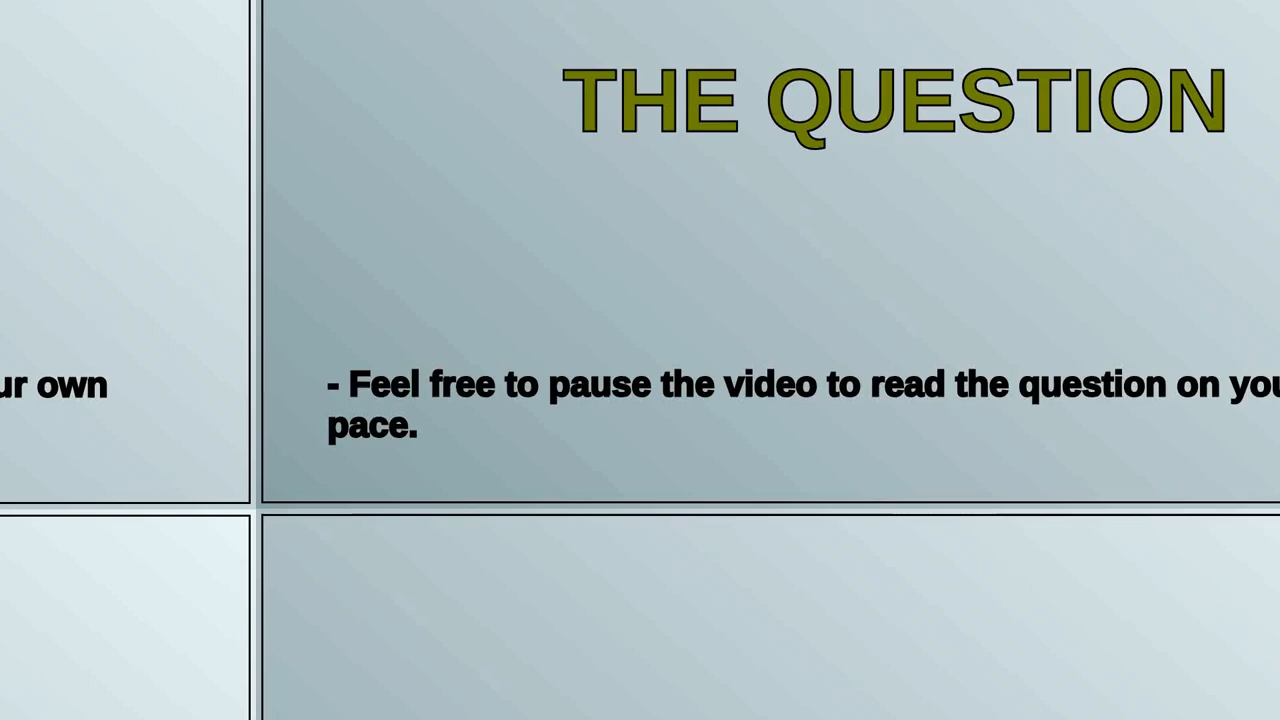 THE QUESTION
ur own
- Feel free to pause the video to read the question on you
pace.